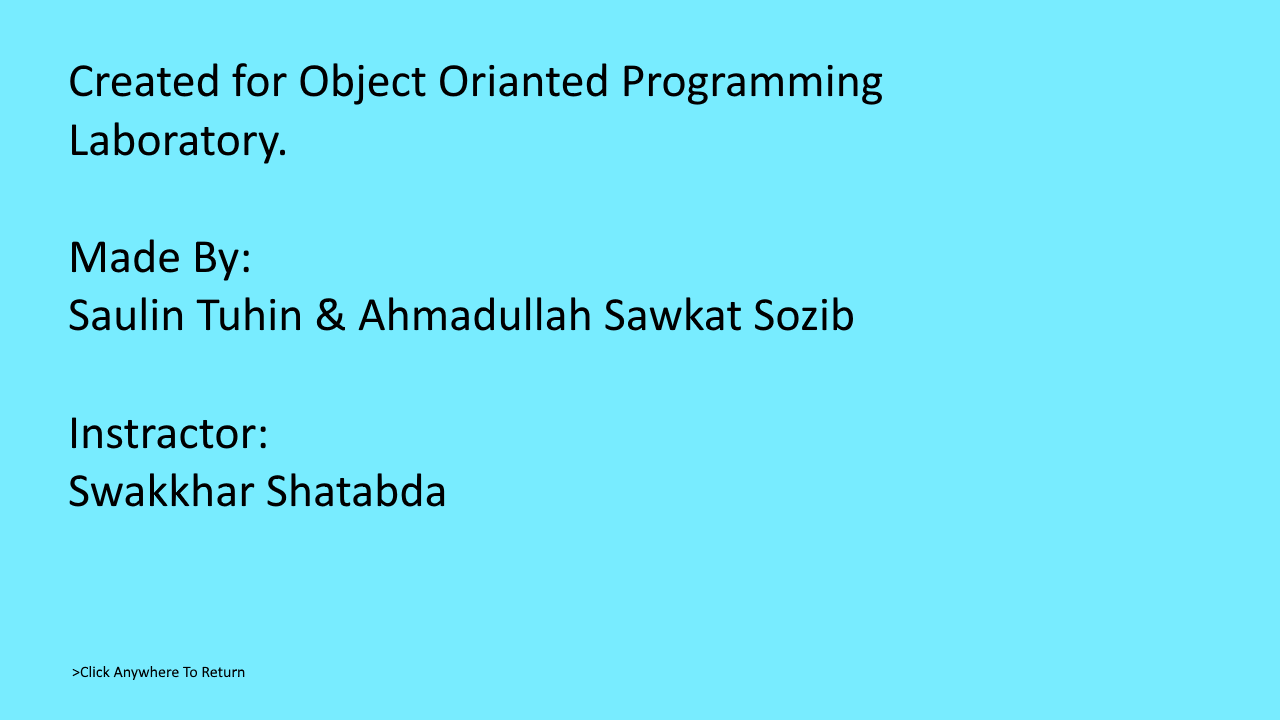 Created for Object Orianted Programming
Laboratory.
Made By:
Saulin Tuhin & Ahmadullah Sawkat Sozib
Instractor:
Swakkhar Shatabda
>Click Anywhere To Return